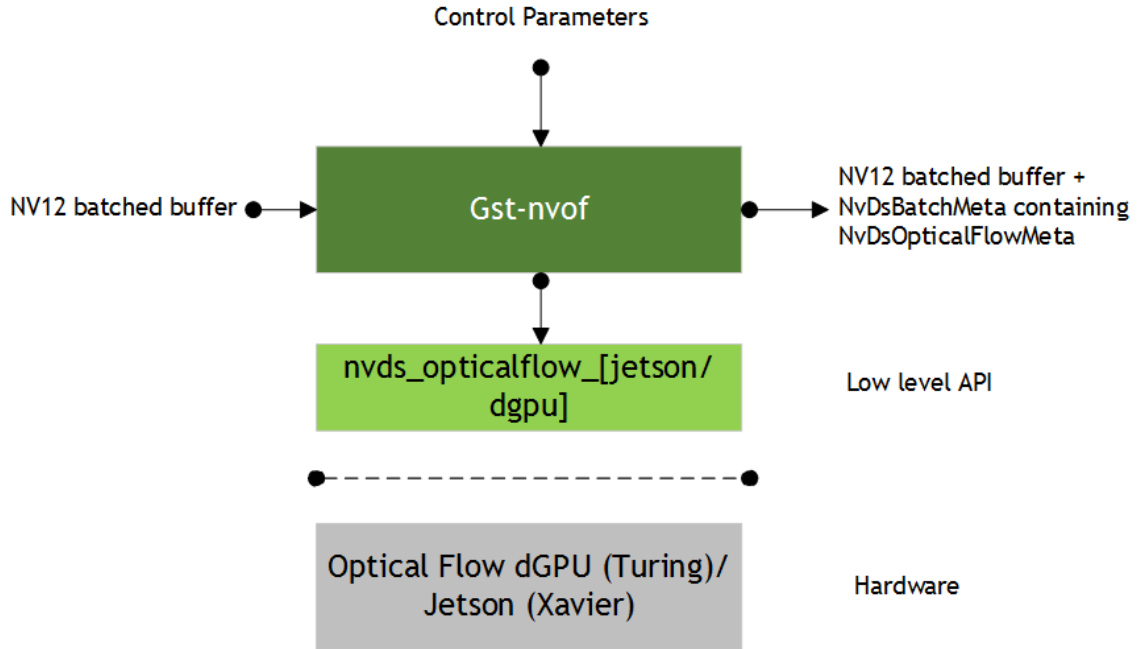 Control Parameters
NV12 batched buffer
Gst-nvof
NV12 batched buffer +
NvDsBatchMeta containing
NvDsOpticalFlowMeta
nvds_opticalflow_[jetson/
dgpu]
Low level API
Optical Flow dGPU (Turing)/
Jetson (Xavier)
Hardware